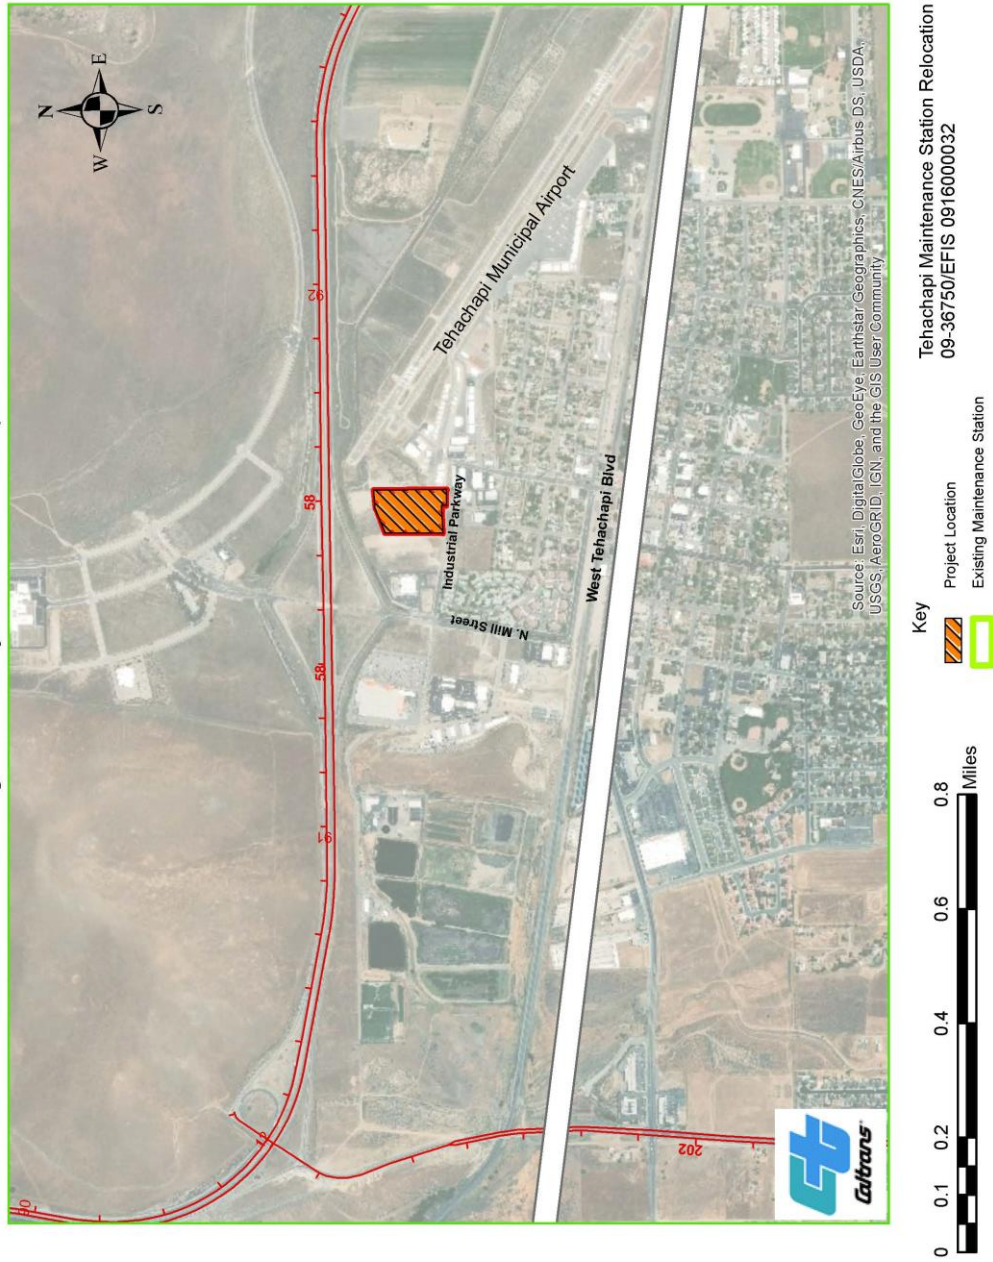 N
W
E
S
90
91
92
58
58
202
Tehachapi Municipal Airport
Industrial Parkway
N. Mill Street
West Tehachapi Blvd
Caltrans
Source: Esri, DigitalGlobe, GeoEye, Earthstar Geographics, CNES/Airbus DS, USDA,
USGS, AeroGRID, IGN, and the GIS User Community
0 0.1 0.2 0.4 0.6 0.8
Miles
Key
Project Location
Existing Maintenance Station
Tehachapi Maintenance Station Relocation
09-36750/EFIS 0916000032